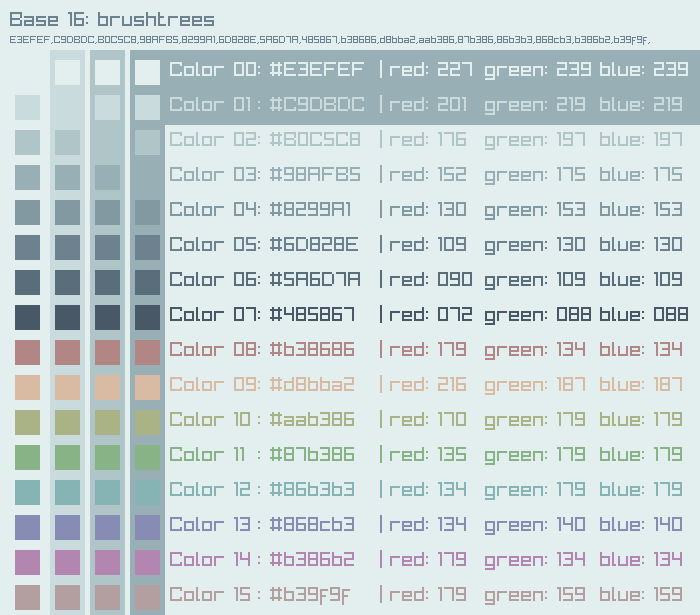 Base 16: brushtrees
E3EFEF,C9DBDC,B0C5C8,98AFB5,8299A1,6D828E,5A6D7A,485867,b38686,d8bba2,aab386,87b386,86b3b3,868cb3,b386b2,b39f9f,
Color 00: #E3EFEF | red: 227 green: 239 blue: 239
Color 01: #C9DBDC | red: 201 green: 219 blue: 219
Color 02: #B0C5C8 | red: 176 green: 197 blue: 197
Color 03: #98AFB5 | red: 152 green: 175 blue: 175
Color 04: #8299A1 | red: 130 green: 153 blue: 153
Color 05: #6D828E | red: 109 green: 130 blue: 130
Color 06: #5A6D7A | red: 090 green: 109 blue: 109
Color 07: #485867 | red: 072 green: 088 blue: 088
Color 08: #b38686 | red: 179 green: 134 blue: 134
Color 09: #d8bba2 | red: 216 green: 187 blue: 187
Color 10 : #aab386 | red: 170 green: 179 blue: 179
Color 11 : #87b386 | red: 135 green: 179 blue: 179
Color 12 : #86b3b3 | red: 134 green: 179 blue: 179
Color 13 : #868cb3 | red: 134 green: 140 blue: 140
Color 14 : #b386b2 | red: 179 green: 134 blue: 134
Color 15 : #b39f9f | red: 179 green: 159 blue: 159